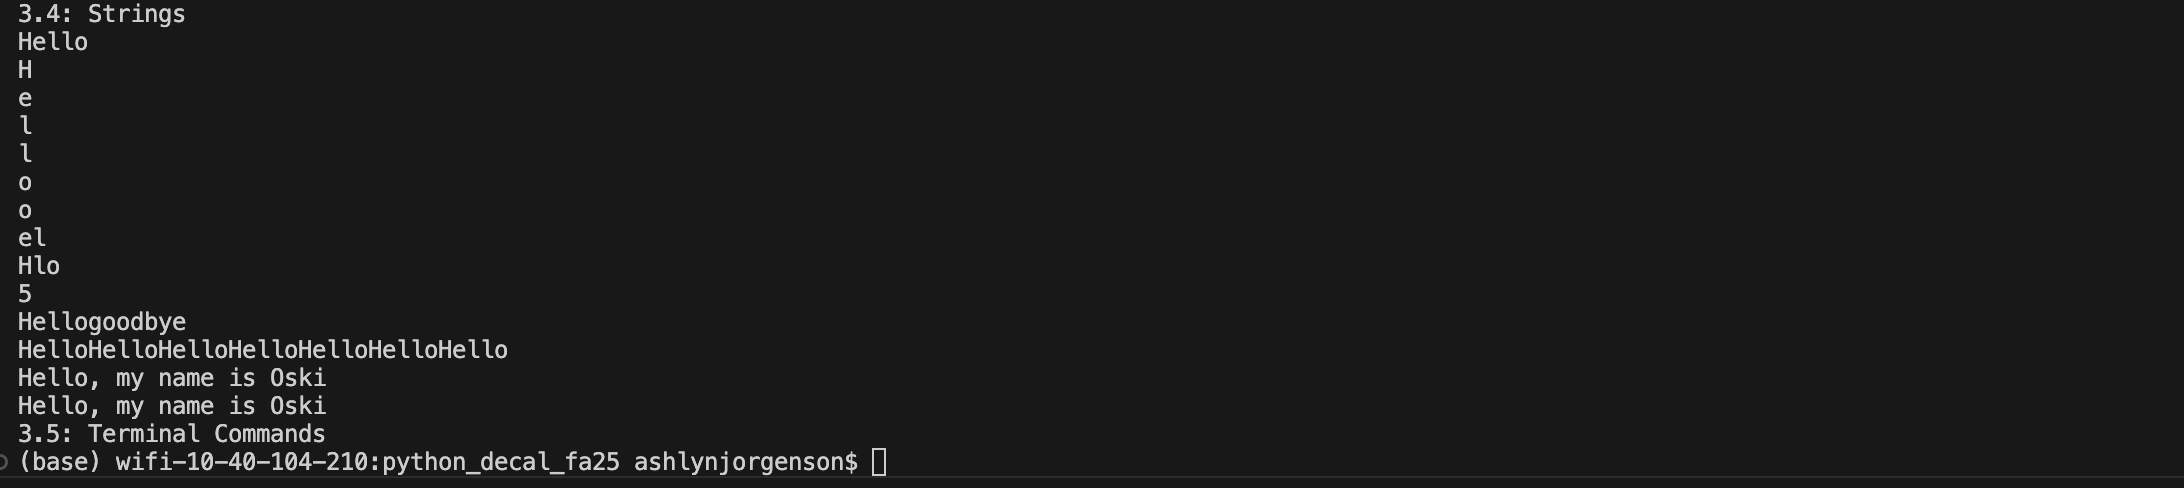 3.4: Strings
Hello
H
e
l
l
o
o
el
Hlo
5
Hellogoodbye
HelloHelloHelloHelloHelloHelloHello
Hello, my name is Oski
Hello, my name is Oski
3.5: Terminal Commands
(base) wifi-10-40-104-210:python_decal_fa25 ashlynjorgenson$